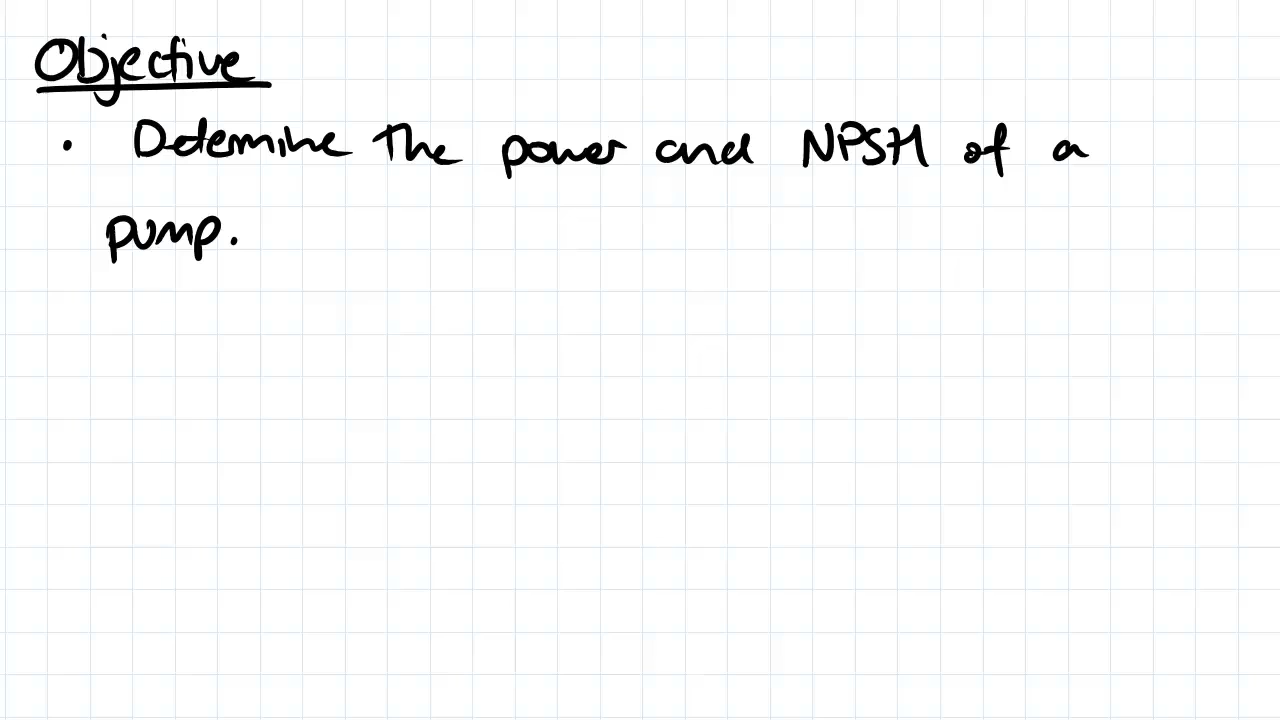 Objective
• Determine the power and NPSH of a
pump.